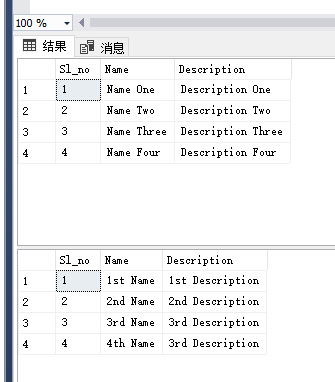 100 %
结果 消息
Sl_no Name Description
1 1 Name One Description One
2 2 Name Two Description Two
3 3 Name Three Description Three
4 4 Name Four Description Four
Sl_no Name Description
1 1 1st Name 1st Description
2 2 2nd Name 2nd Description
3 3 3rd Name 3rd Description
4 4 4th Name 3rd Description